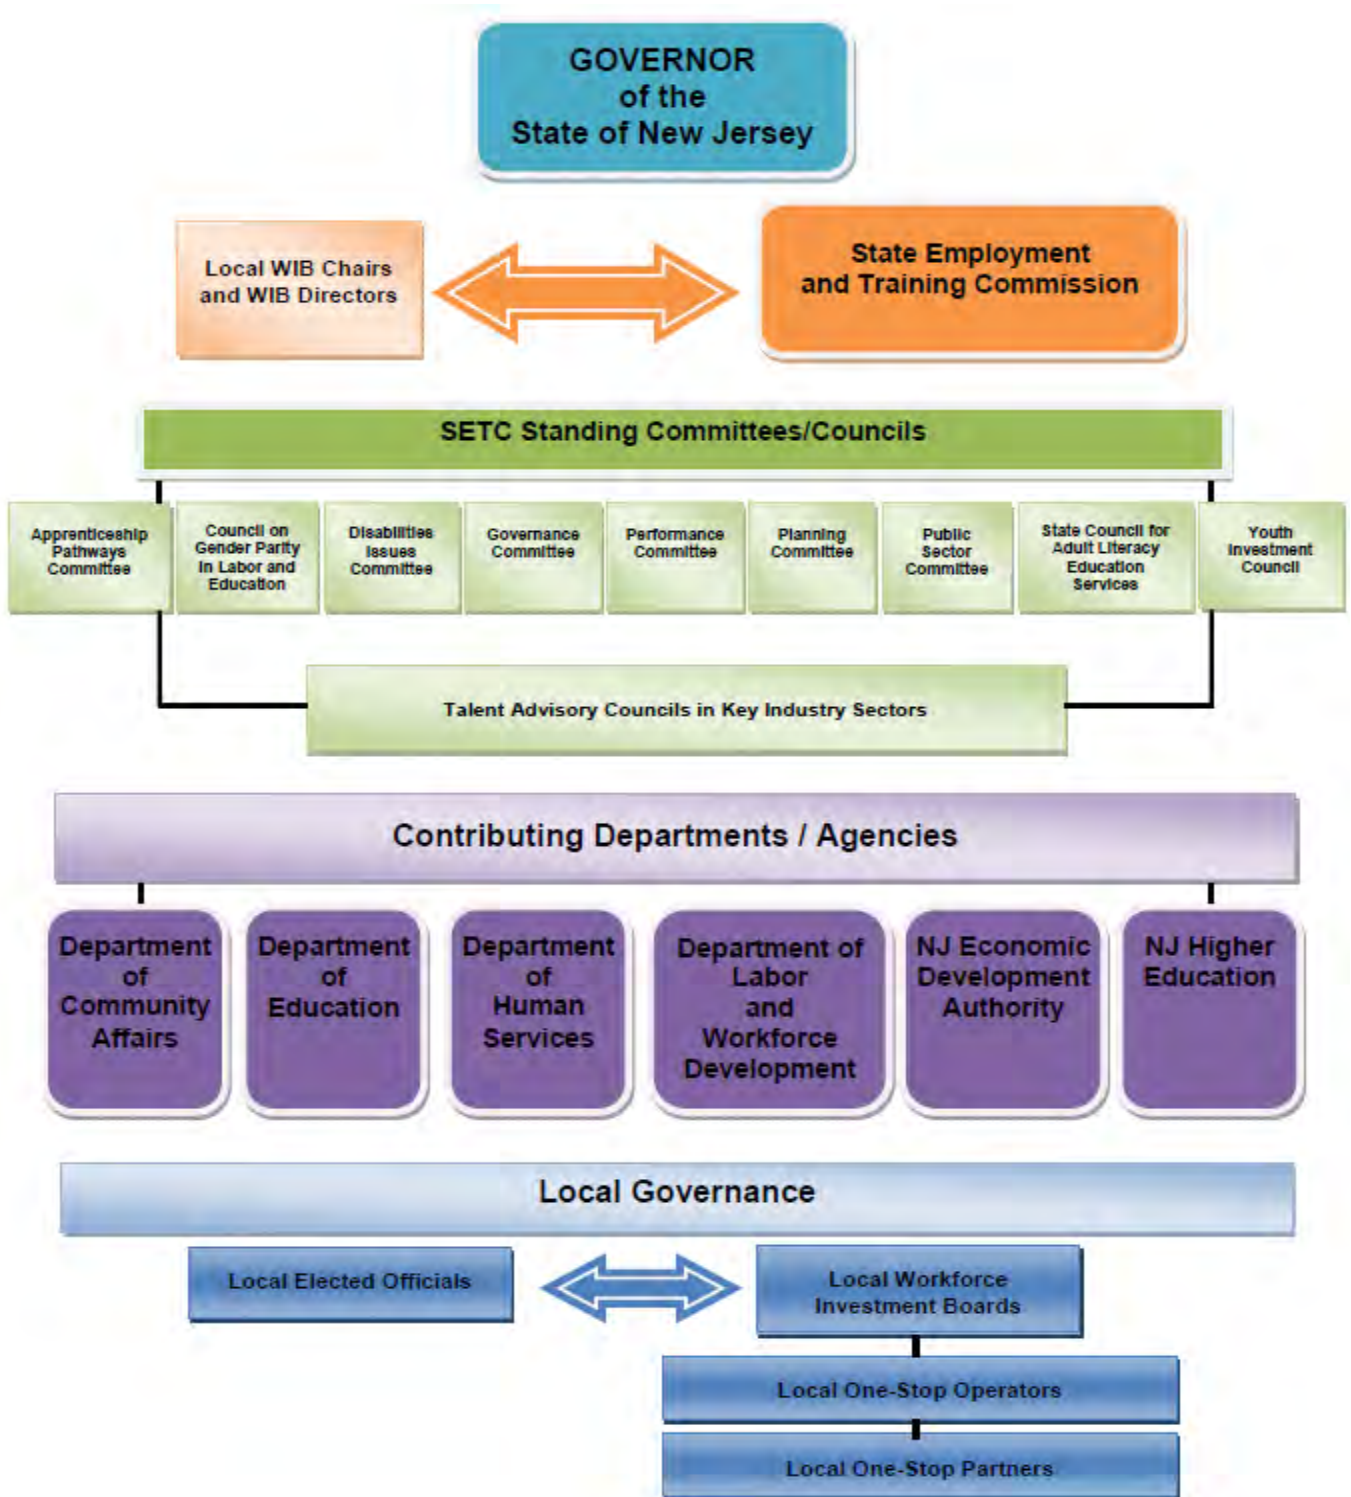 GOVERNOR
of the
State of New Jersey
Local WIB Chairs
and WIB Directors
State Employment
and Training Commission
SETC Standing Committees/Councils
Apprenticeship
Pathways
Committee
Council on
Gender Parity
in Labor and
Education
Disabilities
Issues
Committee
Governance
Committee
Performance
Committee
Planning
Committee
Public
Sector
Committee
State Council for
Adult Literacy
Education
Services
Youth
Investment
Council
Talent Advisory Councils in Key Industry Sectors
Contributing Departments / Agencies
Department
of
Community
Affairs
Department
of
Education
Department
of
Human
Services
Department of
Labor
and
Workforce
Development
NJ Economic
Development
Authority
NJ Higher
Education
Local Governance
Local Elected Officials
Local Workforce
Investment Boards
Local One-Stop Operators
Local One-Stop Partners